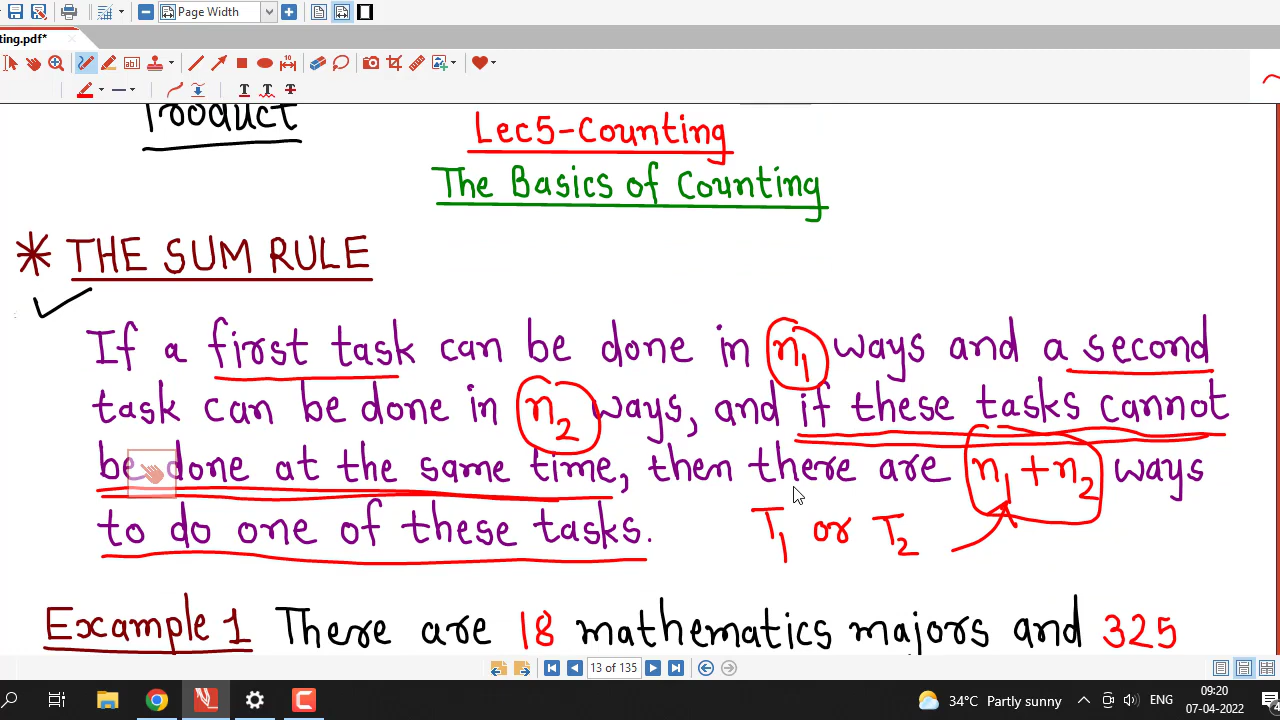 Page Width
ting.pdf*
10
T
T
T
Product
Lec5-Counting
The Basics of Counting
THE SUM RULE
If a first task can be done in n1 ways and a second
task can be done in n2 ways, and if these tasks cannot
be done at the same time, then there are n1+n2 ways
to do one of these tasks.
T1 or T2
Example 1 There are 18 mathematics majors and 325
13 of 135
34°C Partly sunny
ENG
09:20
07-04-2022